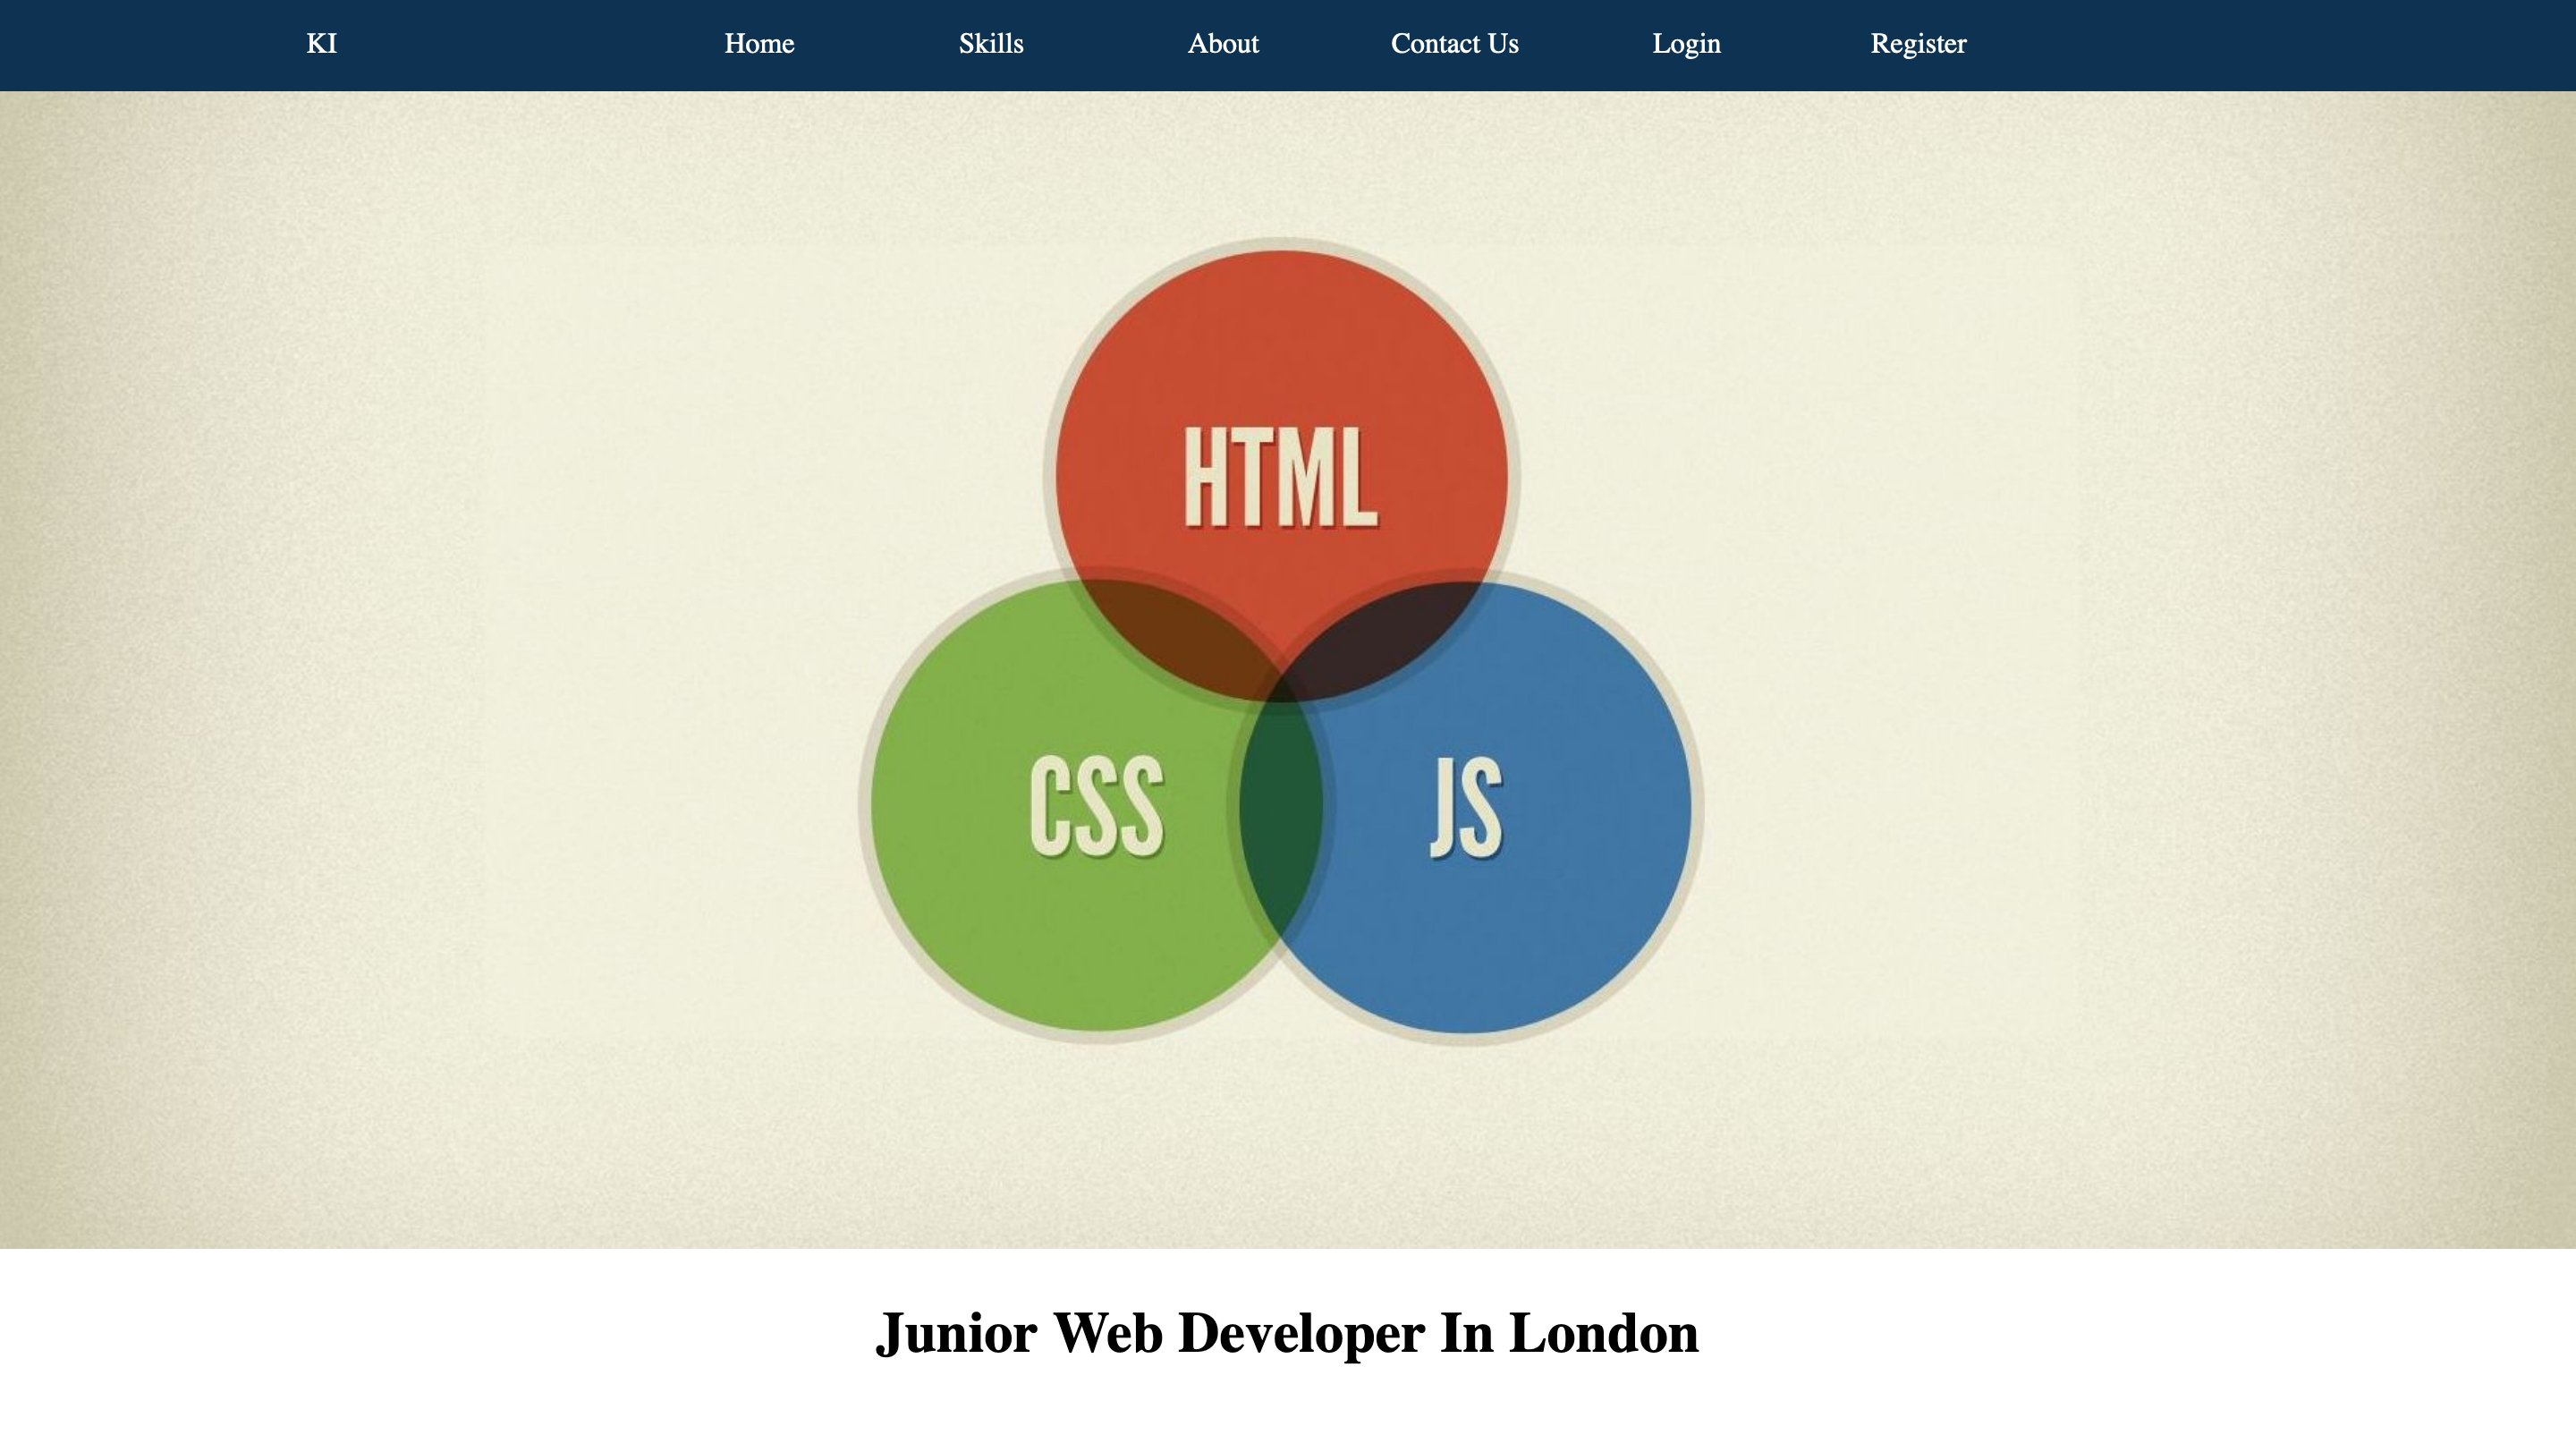 KI Home Skills About Contact Us Login Register
HTML
CSS JS
Junior Web Developer In London